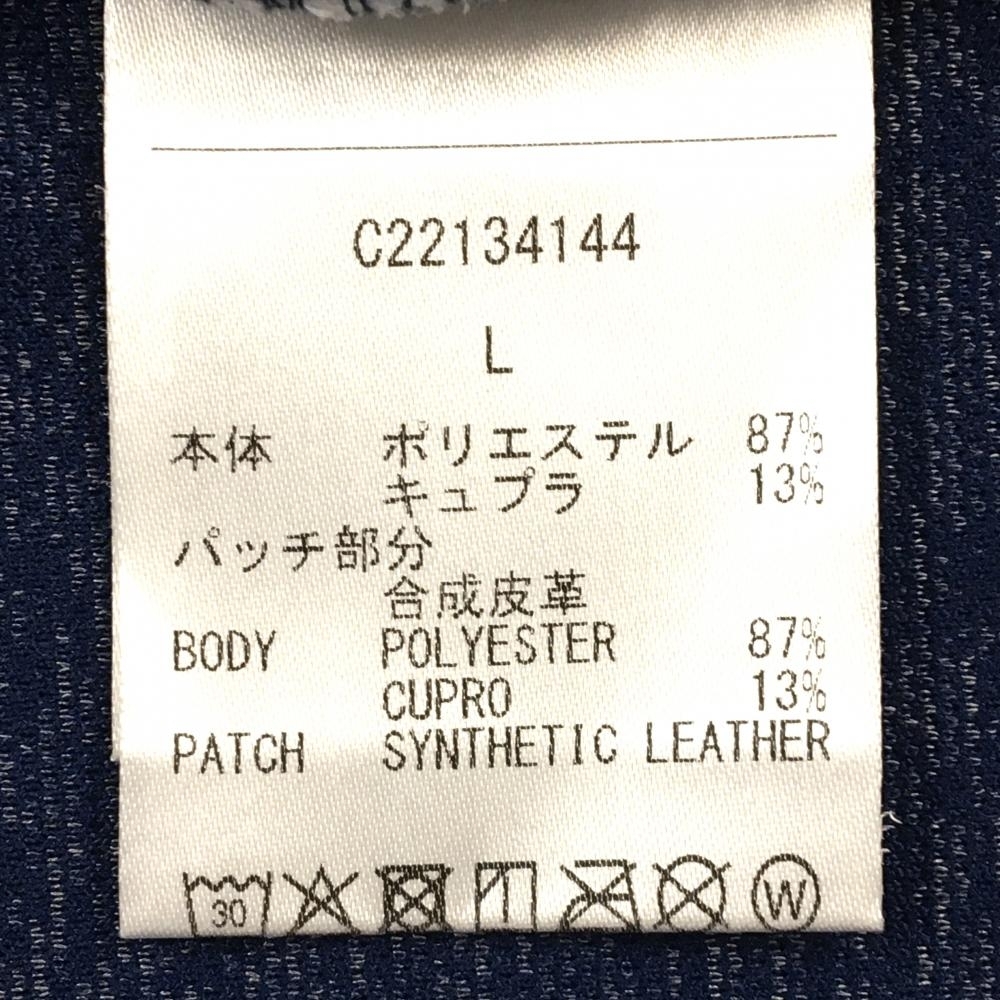 C22134144
L
本体 ポリエステル 87%
キュプラ 13%
パッチ部分
合成皮革
BODY POLYESTER 87%
CUPRO 13%
PATCH SYNTHETIC LEATHER
30 W